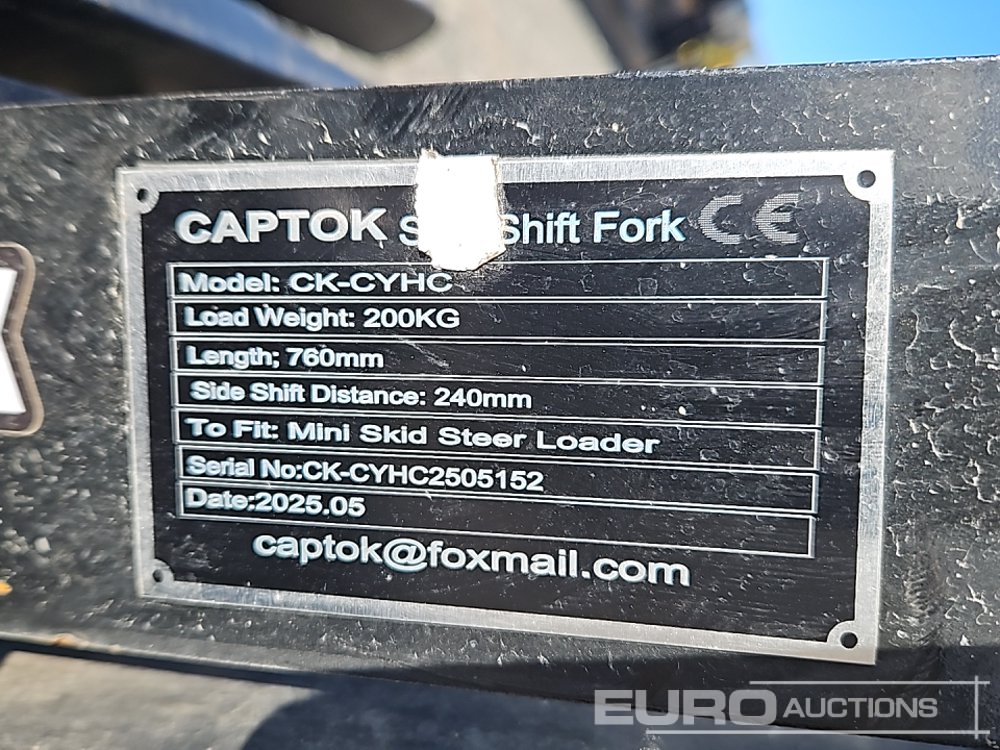 CAPTOK Shift Fork CE
Model: CK-CYHC
Load Weight: 200KG
Length; 760mm
Side Shift Distance: 240mm
To Fit: Mini Skid Steer Loader
Serial No:CK-CYHC2505152
Date:2025.05
captok@foxmail.com
EURO AUCTIONS